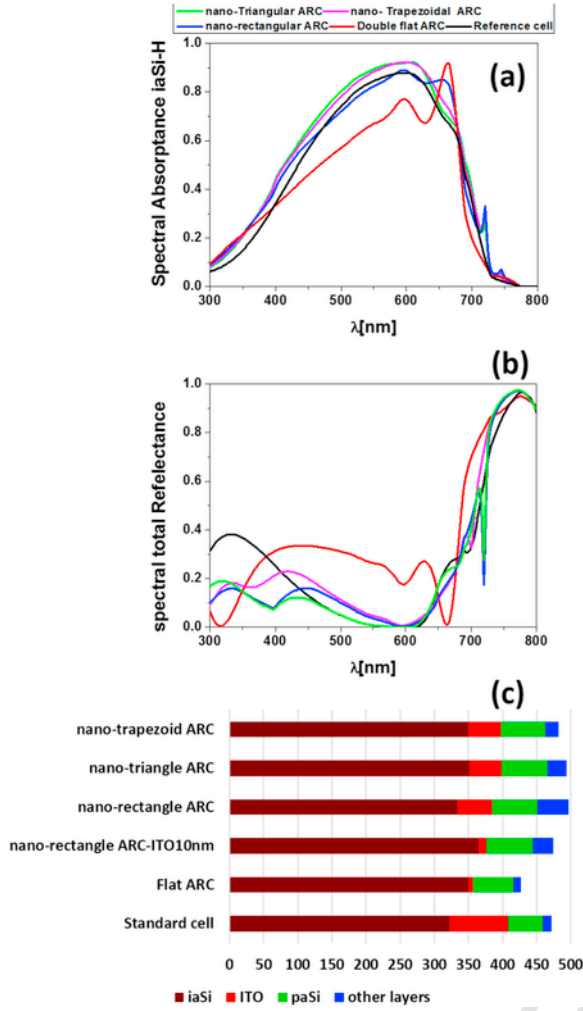 nano-Triangular ARC nano- Trapezoidal ARC
nano-rectangular ARC Double flat ARC Reference cell
(a)
Spectral Absorptance iaSi-H
1.0
0.8
0.6
0.4
0.2
0.0
300 400 500 600 700 800
λ[nm]
(b)
spectral total Refelectance
1.0
0.8
0.6
0.4
0.2
0.0
300 400 500 600 700 800
λ[nm]
(c)
nano-trapezoid ARC
nano-triangle ARC
nano-rectangle ARC
nano-rectangle ARC-ITO10nm
Flat ARC
Standard cell
0 50 100 150 200 250 300 350 400 450 500
iaSi ITO paSi other layers